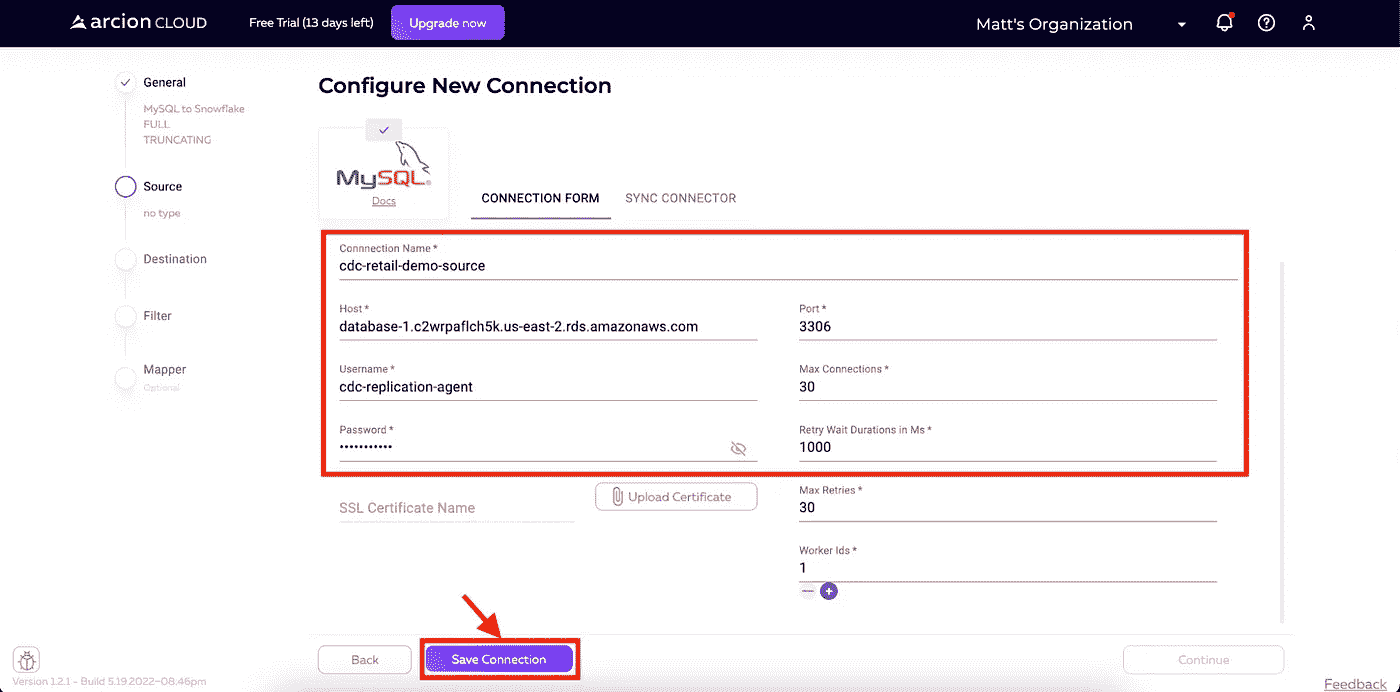 arcion CLOUD Free Trial (13 days left) Upgrade now Matt's Organization
General
MySQL to Snowflake
FULL
TRUNCATING
Source
no type
Destination
Filter
Mapper
Optional
Configure New Connection
MySQL
Docs
CONNECTION FORM SYNC CONNECTOR
Connnection Name *
cdc-retail-demo-source
Host * Port *
database-1.c2wrpaflch5k.us-east-2.rds.amazonaws.com 3306
Username * Max Connections *
cdc-replication-agent 30
Password * Retry Wait Durations in Ms *
••••••••••• 1000
SSL Certificate Name Upload Certificate
Max Retries *
30
Worker Ids *
1
Back Save Connection Continue
Version 1.2.1 - Build 5.19.2022-08:46pm
Feedback